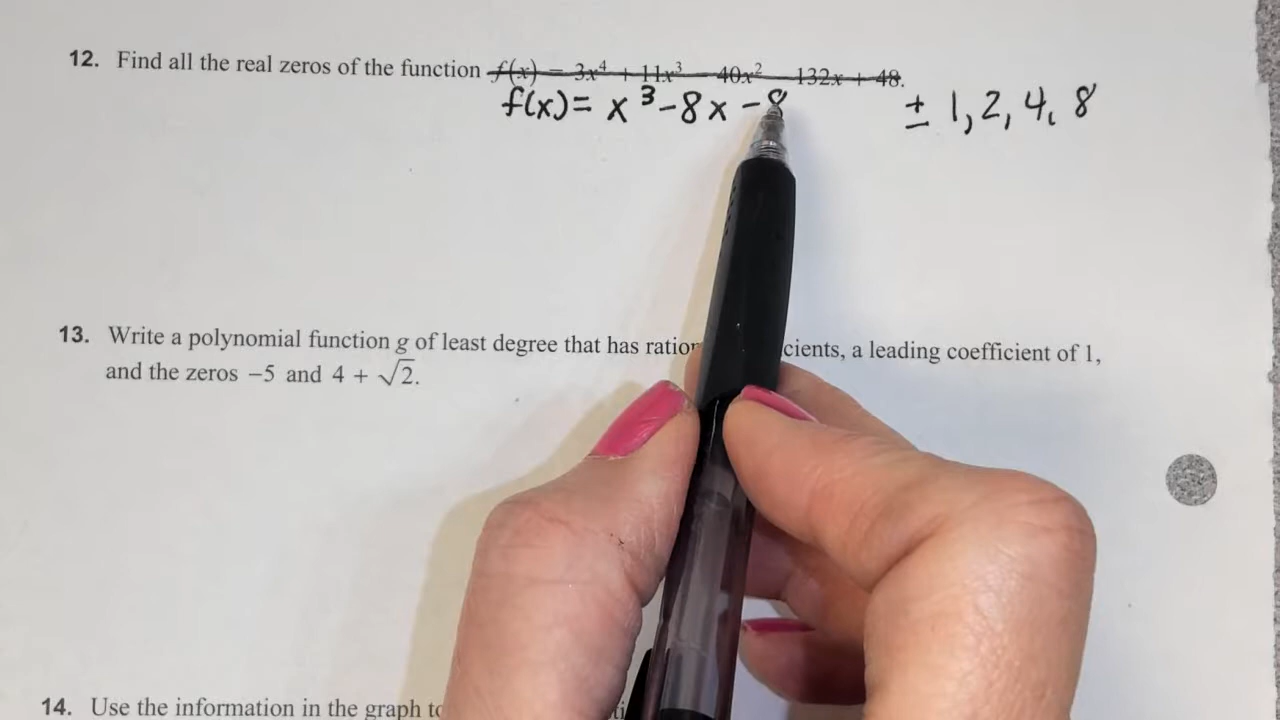 12. Find all the real zeros of the function f(x) = 3x⁴ + 11x³ − 40x² − 132x + 48.
f(x) = x³ - 8x - 8 ± 1, 2, 4, 8
13. Write a polynomial function g of least degree that has cients, a leading coefficient of 1,
and the zeros −5 and 4 + √2.
14. Use the information in the graph